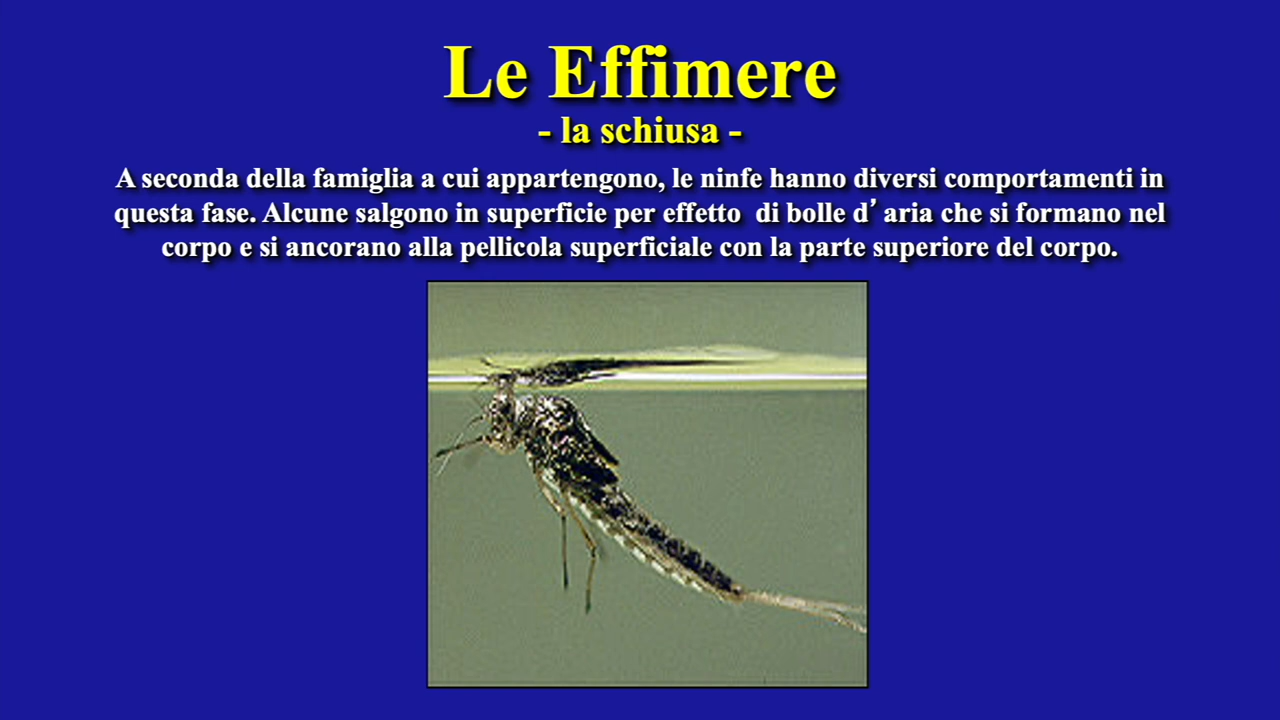 Le Effimere
- la schiusa -
A seconda della famiglia a cui appartengono, le ninfe hanno diversi comportamenti in
questa fase. Alcune salgono in superficie per effetto  di bolle d’ aria che si formano nel
corpo e si ancorano alla pellicola superficiale con la parte superiore del corpo.